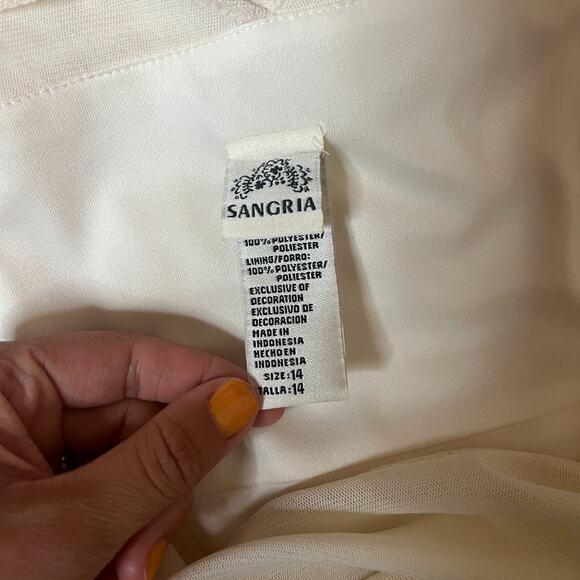 SANGRIA
100% POLYESTER/
POLIESTER
LINING/FORRO:
100% POLYESTER/
POLIESTER
EXCLUSIVE OF
DECORATION
EXCLUSIVO DE
DECORACION
MADE IN
INDONESIA
HECHO EN
INDONESIA
SIZE:14
TALLA:14